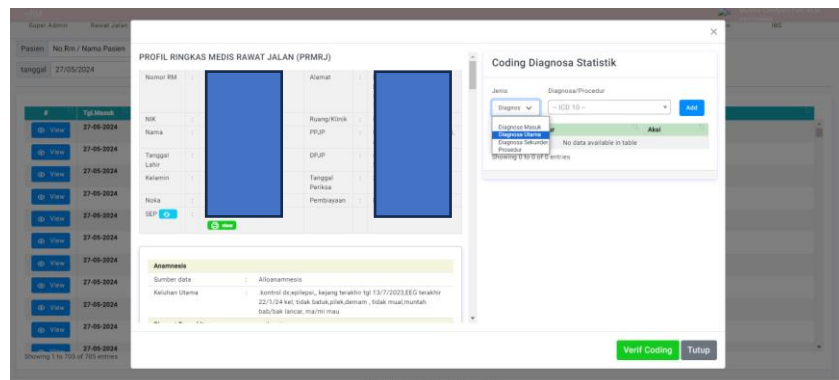 Super Admin
Rawat Jalan
IBS
×
Pasien No.Rm / Nama Pasien
tanggal 27/05/2024
PROFIL RINGKAS MEDIS RAWAT JALAN (PRMRJ)
Nomor RM :
Alamat :
NIK :
Ruang/Klinik :
Nama :
PPJP :
Tanggal Lahir :
DPJP :
Kelamin :
Tanggal Periksa :
Noka :
Pembiayaan :
SEP :
View
Anamnesis
Sumber data : Alloanamnesis
Keluhan Utama : .kontrol dx;epilepsi,, kejang terakhir tgl 13/7/2023,EEG terakhir
22/1/24 kel; tidak batuk,pilek,demam , tidak mual,muntah
bab/bak lancar, ma/mi mau
Coding Diagnosa Statistik
Jenis
Diagnosa/Procedur
Diagnos
-- ICD 10 --
Add
Diagnosa Masuk
Diagnosa Utama
Diagnosa Sekunder
Prosedur
Aksi
No data available in table
Showing 0 to 0 of 0 entries
# Tgl.Masuk
View 27-05-2024
View 27-05-2024
View 27-05-2024
View 27-05-2024
View 27-05-2024
View 27-05-2024
View 27-05-2024
View 27-05-2024
View 27-05-2024
27-05-2024
Showing 1 to 705 of 705 entries
Verif Coding
Tutup